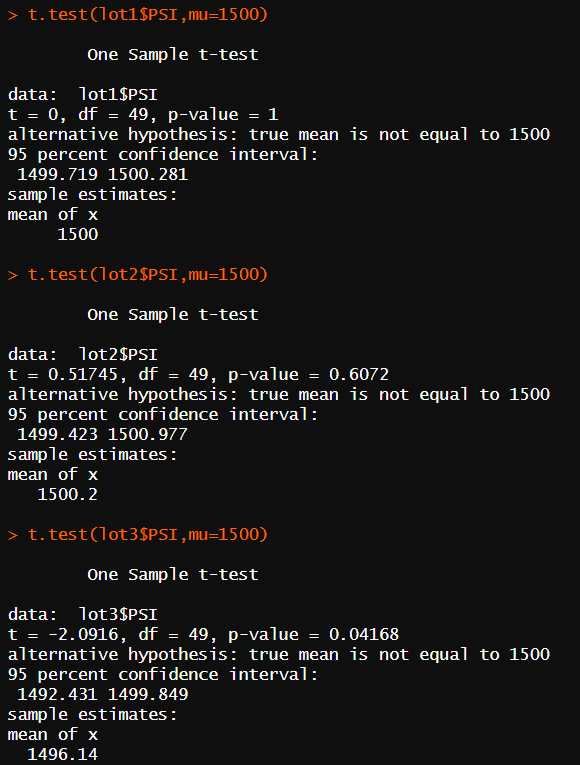 > t.test(lot1$PSI,mu=1500)
One Sample t-test
data:  lot1$PSI
t = 0, df = 49, p-value = 1
alternative hypothesis: true mean is not equal to 1500
95 percent confidence interval:
1499.719 1500.281
sample estimates:
mean of x
1500
> t.test(lot2$PSI,mu=1500)
One Sample t-test
data:  lot2$PSI
t = 0.51745, df = 49, p-value = 0.6072
alternative hypothesis: true mean is not equal to 1500
95 percent confidence interval:
1499.423 1500.977
sample estimates:
mean of x
1500.2
> t.test(lot3$PSI,mu=1500)
One Sample t-test
data:  lot3$PSI
t = -2.0916, df = 49, p-value = 0.04168
alternative hypothesis: true mean is not equal to 1500
95 percent confidence interval:
1492.431 1499.849
sample estimates:
mean of x
1496.14